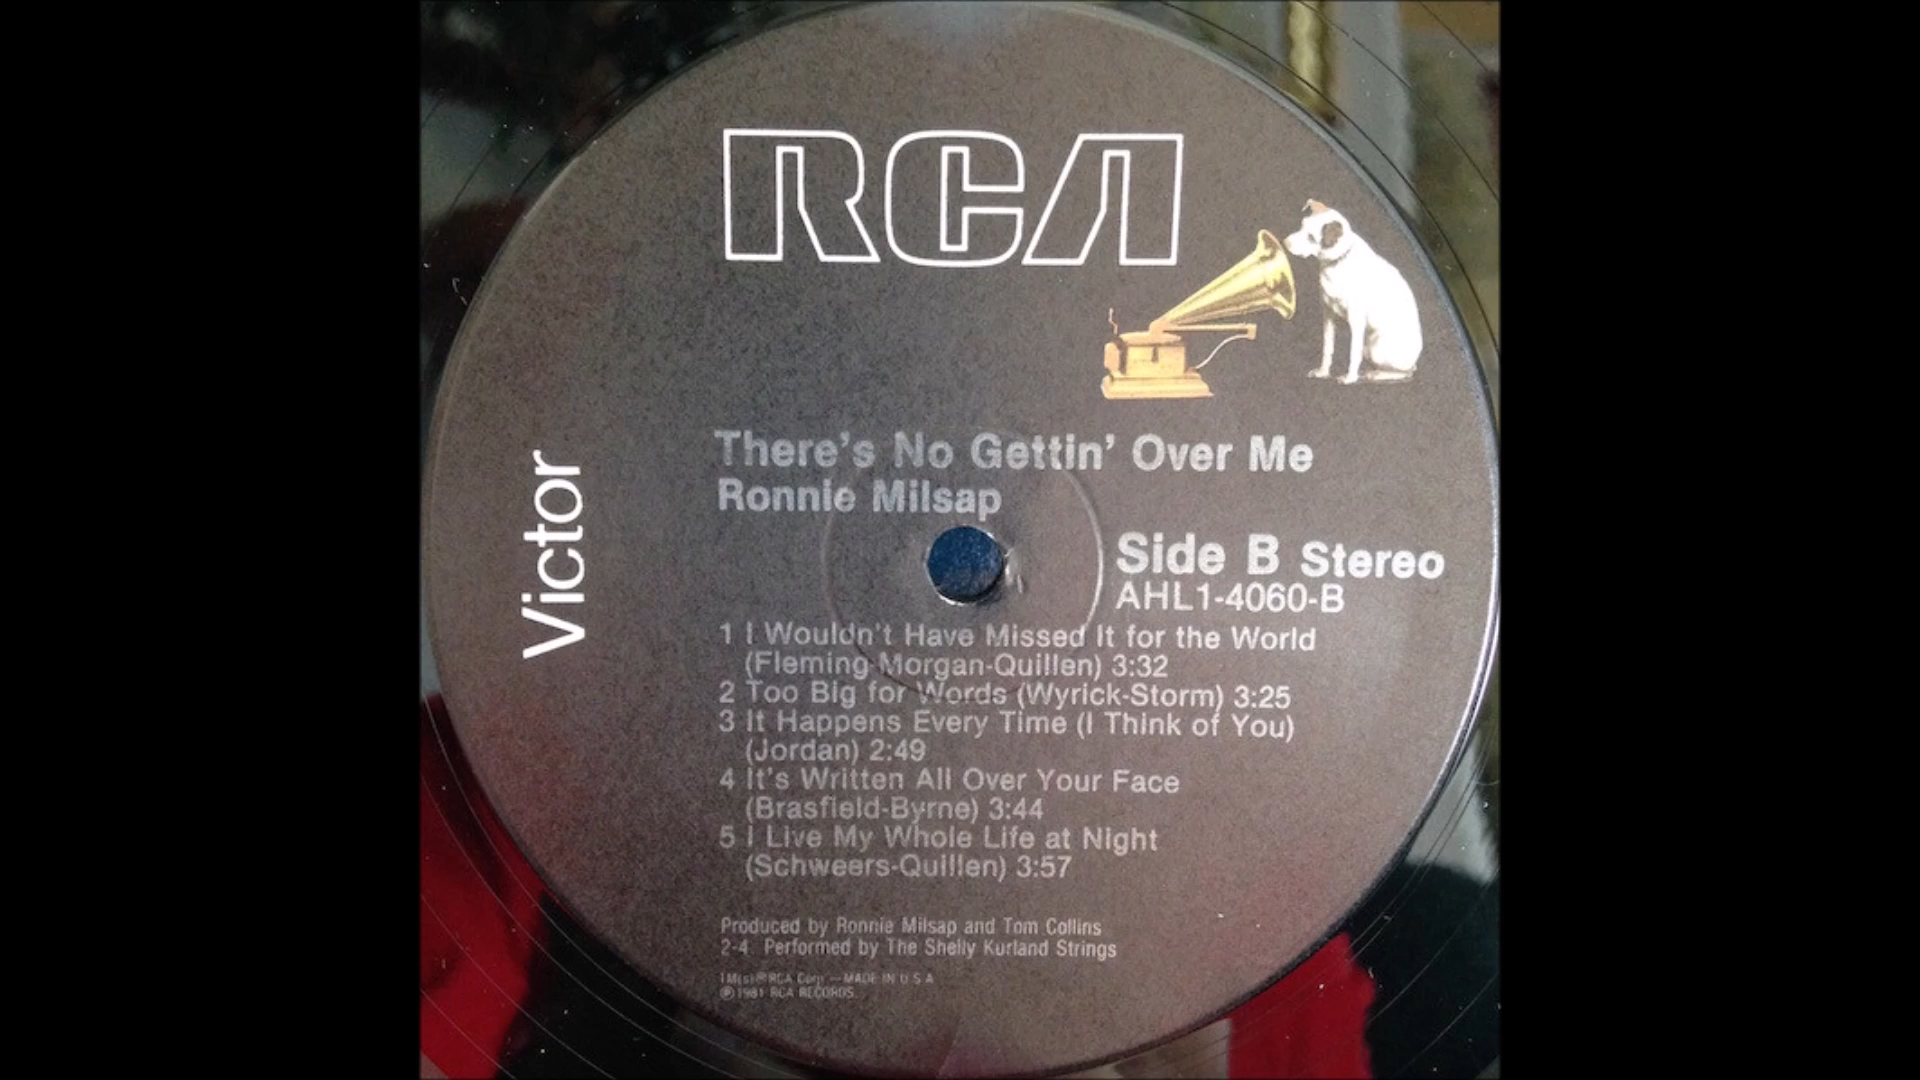 RCA
Victor
There's No Gettin' Over Me
Ronnie Milsap
Side B Stereo
AHL1-4060-B
1 I Wouldn't Have Missed It for the World
(Fleming-Morgan-Quillen) 3:32
2 Too Big for Words (Wyrick-Storm) 3:25
3 It Happens Every Time (I Think of You)
(Jordan) 2:49
4 It's Written All Over Your Face
(Brasfield-Byrne) 3:44
5 I Live My Whole Life at Night
(Schweers-Quillen) 3:57
Produced by Ronnie Milsap and Tom Collins
2-4 Performed by The Shelly Kurland Strings
TM(s) ® RCA Corp. — MADE IN U S A
℗ 1981 RCA RECORDS